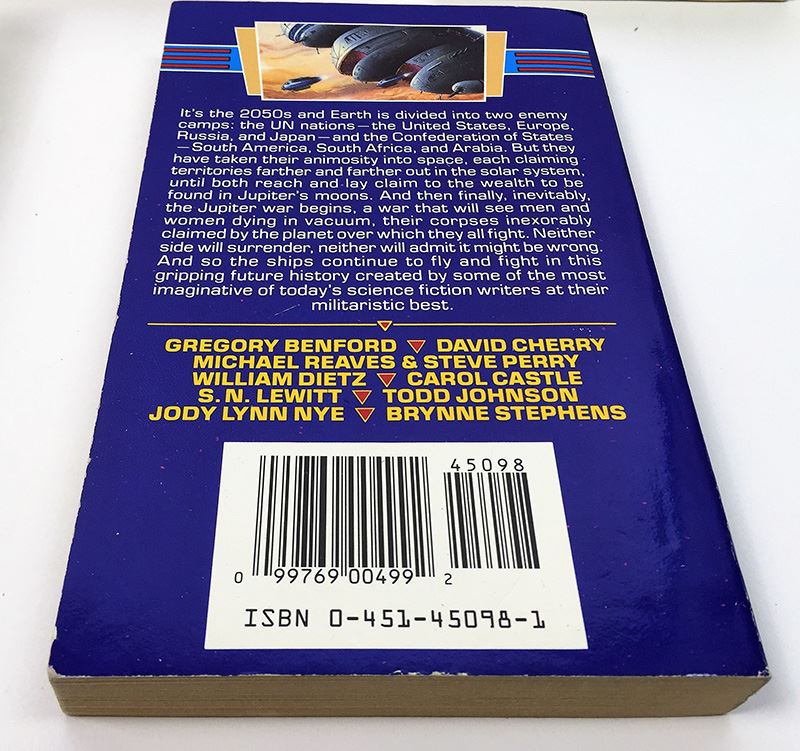 It's the 2050s and Earth is divided into two enemy
camps: the UN nations—the United States, Europe,
Russia, and Japan—and the Confederation of States
—South America, South Africa, and Arabia. But they
have taken their animosity into space, each claiming
territories farther and farther out in the solar system,
until both reach and lay claim to the wealth to be
found in Jupiter's moons. And then finally, inevitably,
the Jupiter war begins, a war that will see men and
women dying in vacuum, their corpses inexorably
claimed by the planet over which they all fight. Neither
side will surrender, neither will admit it might be wrong.
And so the ships continue to fly and fight in this
gripping future history created by some of the most
imaginative of today's science fiction writers at their
militaristic best.
GREGORY BENFORD ▼ DAVID CHERRY
MICHAEL REAVES & STEVE PERRY
WILLIAM DIETZ ▼ CAROL CASTLE
S. N. LEWITT ▼ TODD JOHNSON
JODY LYNN NYE ▼ BRYNNE STEPHENS
45098
0 99769 00499 2
ISBN 0-451-45098-1